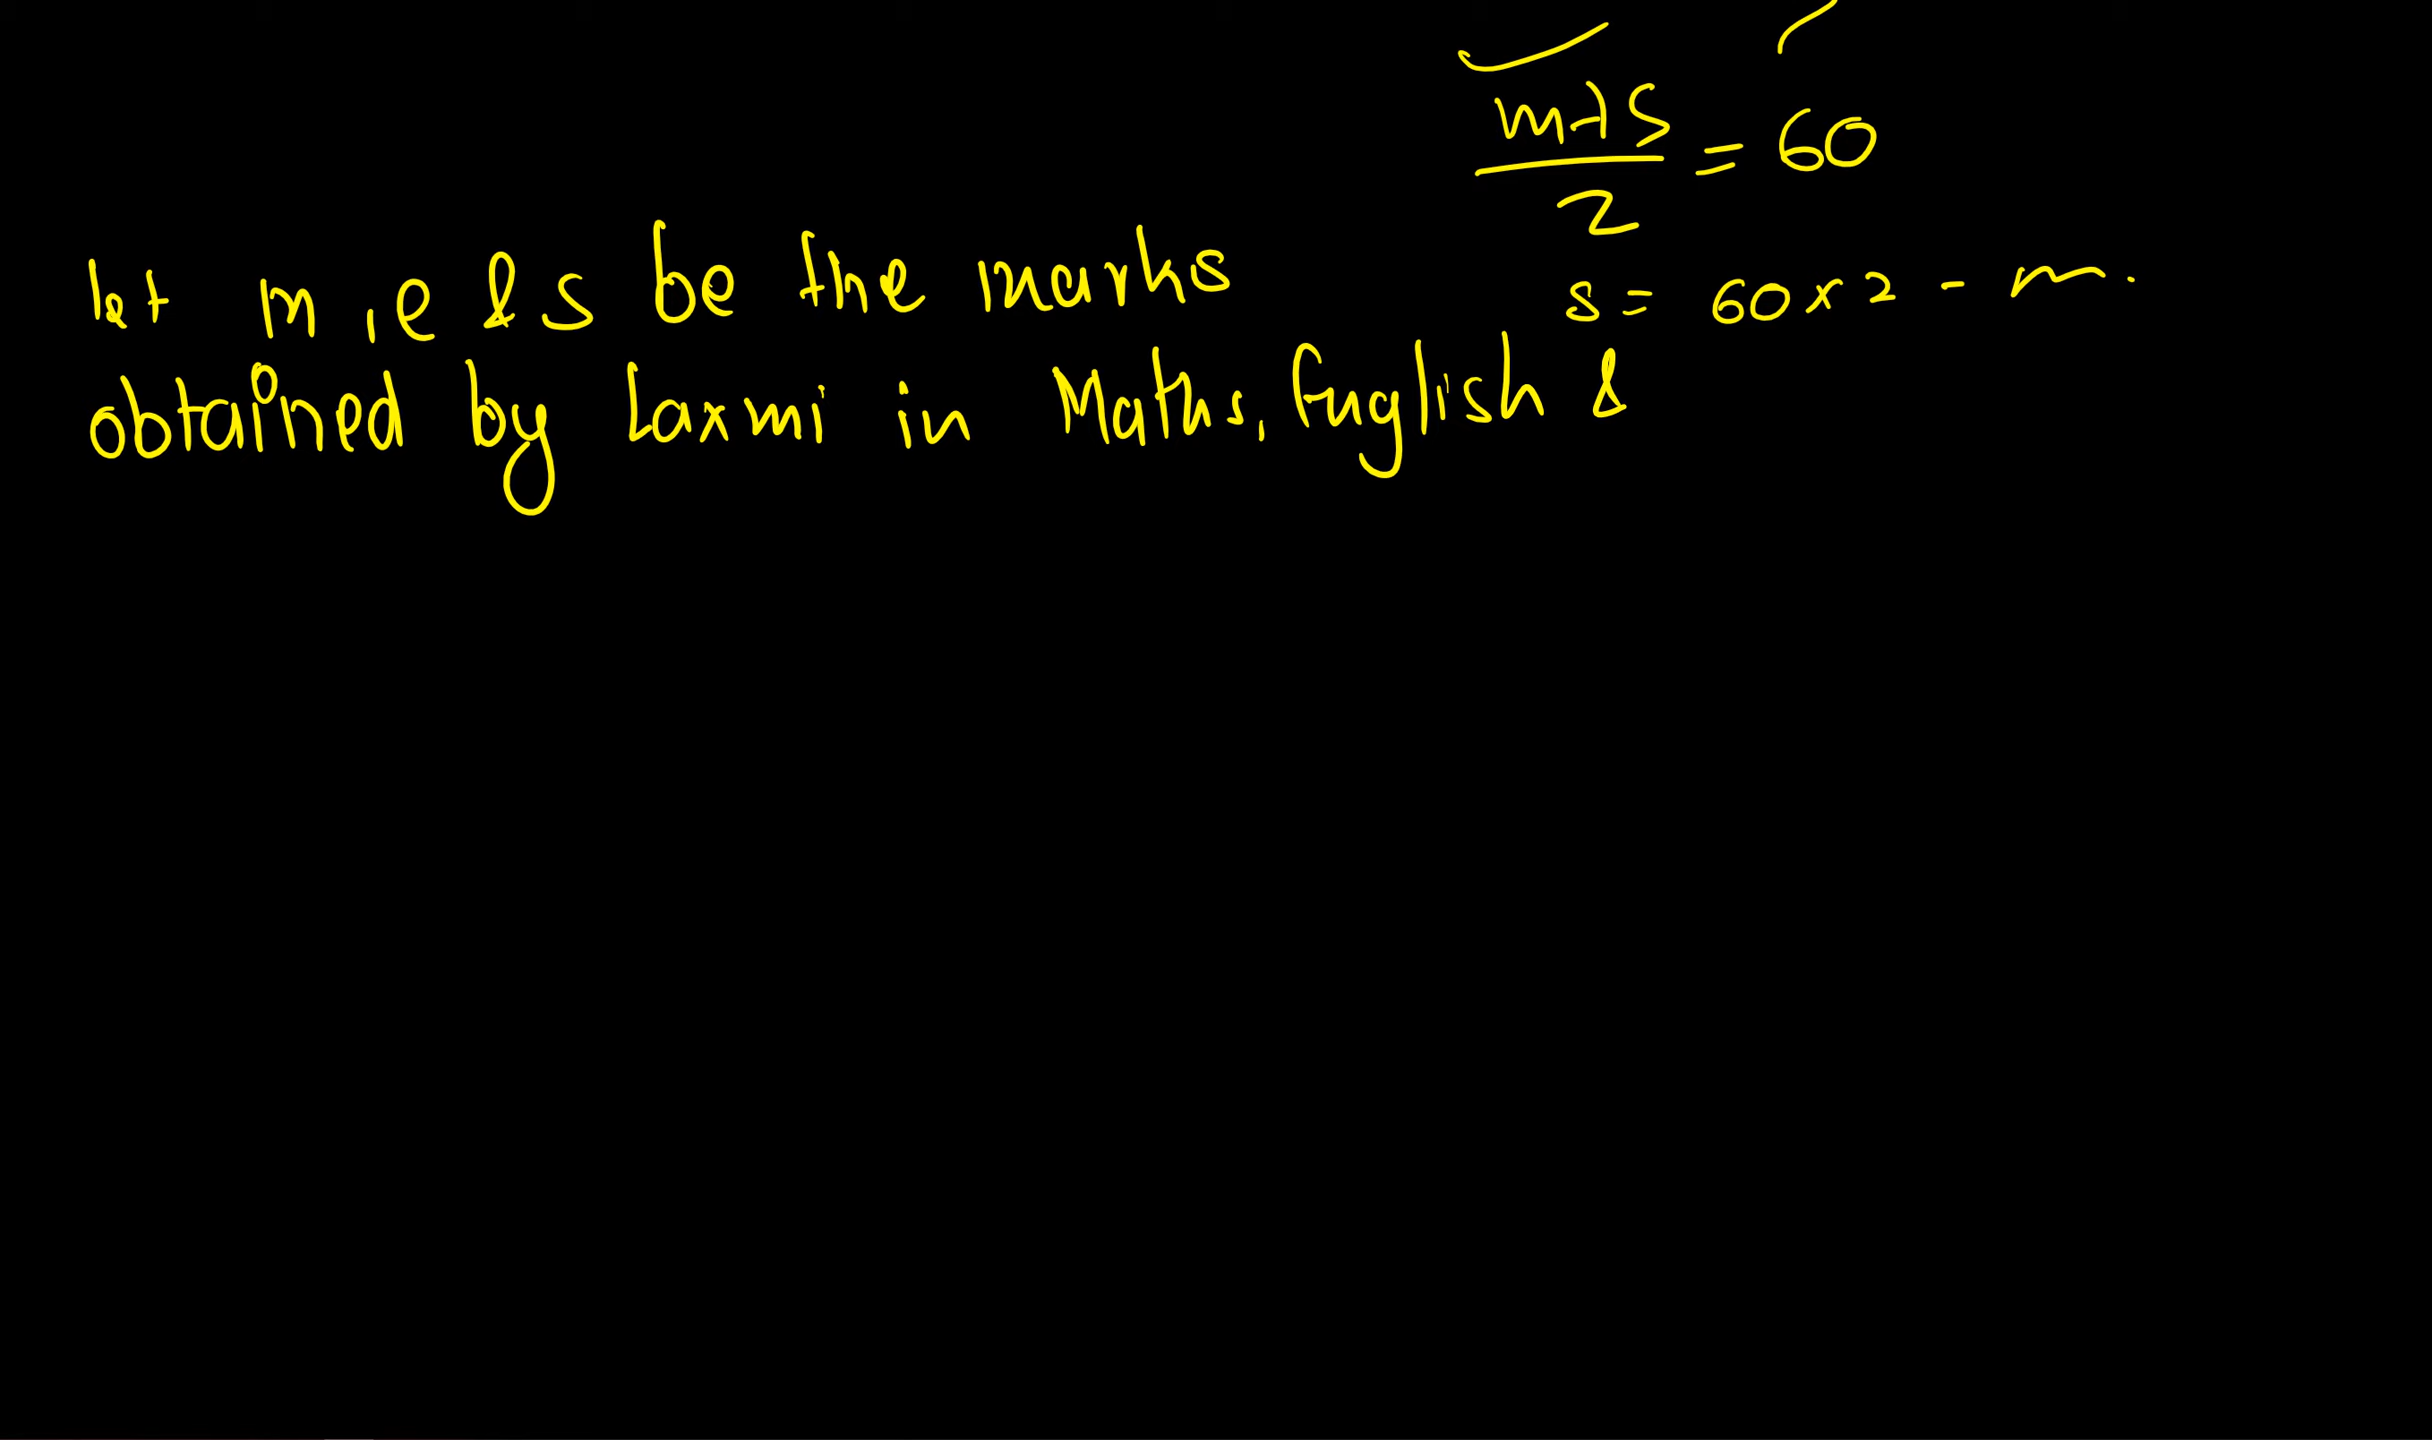 m+s
2
= 60
let m, e & s be the marks
s = 60 x 2 - m.
obtained by Laxmi in Maths, English &